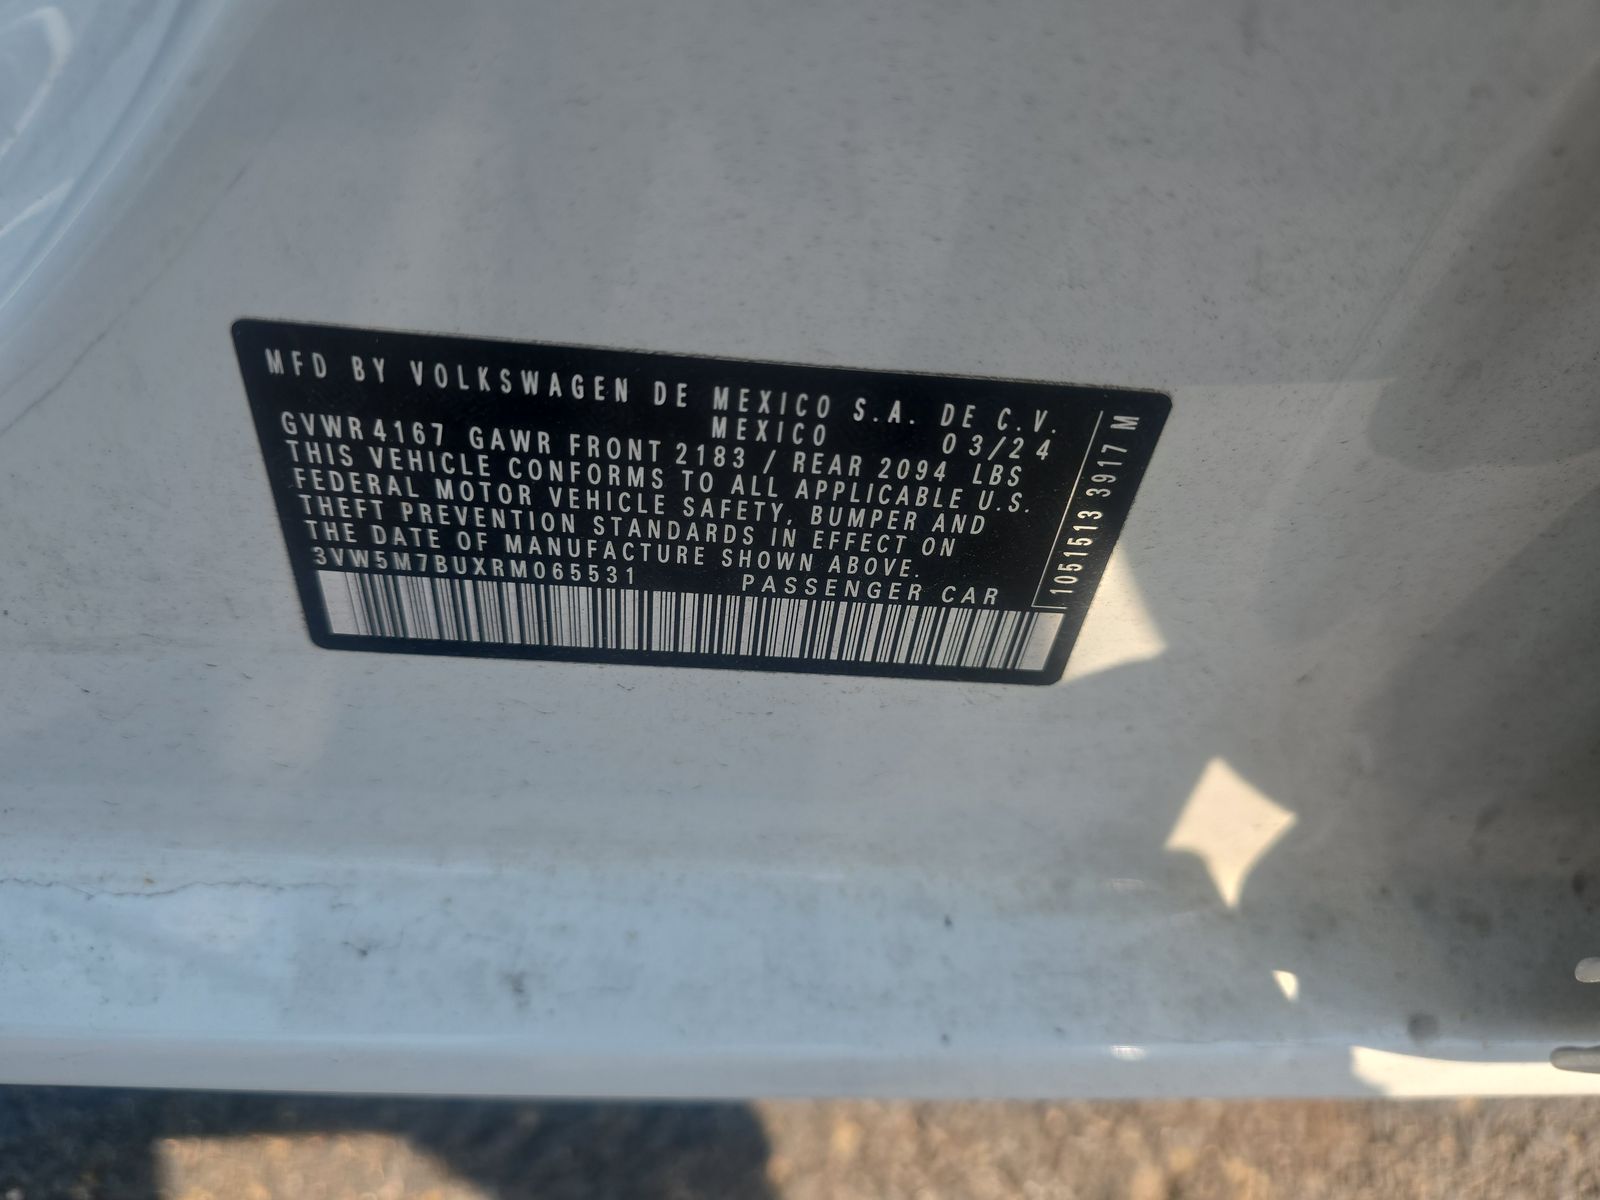 MFD BY VOLKSWAGEN DE MEXICO S.A. DE C.V.
MEXICO 03/24
GVWR 4167 GAWR FRONT 2183 / REAR 2094 LBS
THIS VEHICLE CONFORMS TO ALL APPLICABLE U.S.
FEDERAL MOTOR VEHICLE SAFETY, BUMPER AND
THEFT PREVENTION STANDARDS IN EFFECT ON
THE DATE OF MANUFACTURE SHOWN ABOVE.
3VW5M7BUXRM065531 PASSENGER CAR
1051513 3917 M